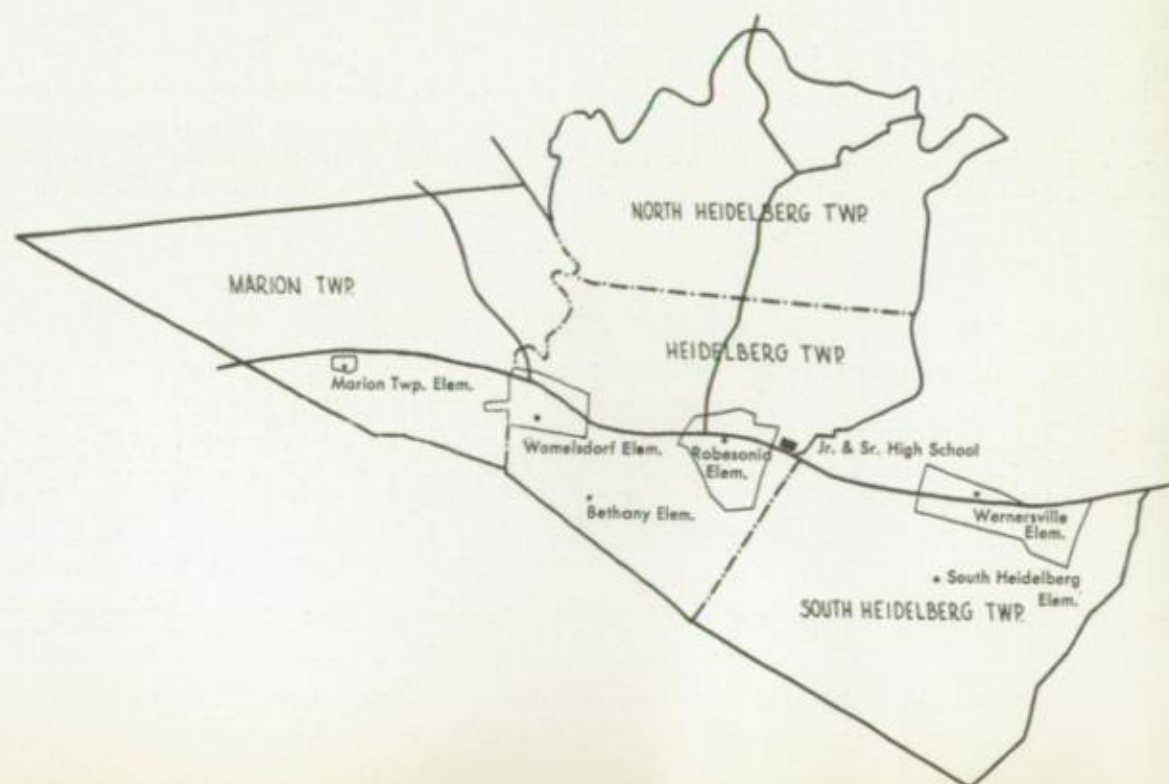 NORTH HEIDELBERG TWP.
MARION TWP.
HEIDELBERG TWP.
Marion Twp. Elem.
Womelsdorf Elem.
Robesonia
Elem.
Jr. & Sr. High School
Bethany Elem.
Wernersville
Elem.
South Heidelberg
Elem.
SOUTH HEIDELBERG TWP.